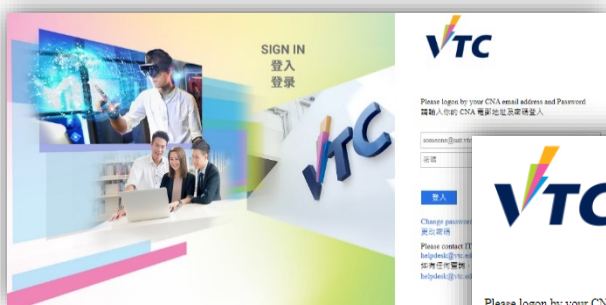 SIGN IN
登入
登录
VTC
VTC
Please logon by your CNA email address and Password
請輸入你的 CNA 電郵地址及密碼登入
someone@net.vtc
密碼
登入
Change password
更改密碼
Please contact IT
helpdesk@vtc.ed
如有任何查詢，
helpdesk@vtc.ed
VTC
Please logon by your CN